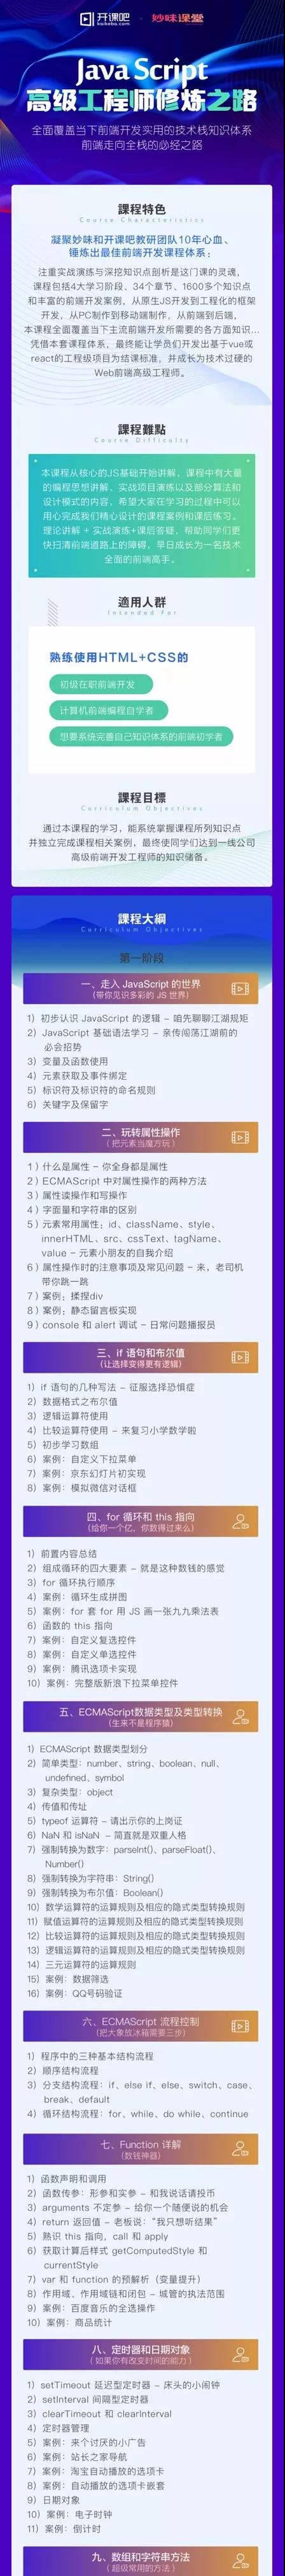 开课吧
kaikeba.com
妙味课堂
Java Script
高级工程师修炼之路
全面覆盖当下前端开发实用的技术栈知识体系
前端走向全栈的必经之路
課程特色
Course Characteristics
凝聚妙味和开课吧教研团队10年心血、
锤炼出最佳前端开发课程体系;
注重实战演练与深挖知识点剖析是这门课的灵魂,
课程包括4大学习阶段、34个章节、1600多个知识点
和丰富的前端开发案例, 从原生JS开发到工程化的框架
开发, 从PC制作到移动端制作, 从前端到后端,
本课程全面覆盖当下主流前端开发所需要的各方面知识...
凭借本套课程体系, 最终能让学员们开发出基于vue或
react的工程级项目为结课标准, 并成长为技术过硬的
Web前端高级工程师。
課程難點
Course Difficulty
本课程从核心的JS基础开始讲解, 课程中有大量
的编程思想讲解、实战项目演练以及部分算法和
设计模式的内容, 希望大家在学习的过程中可以
用心完成我们精心设计的课程案例和课后练习。
理论讲解 + 实战演练+课后答疑, 帮助同学们更
快扫清前端道路上的障碍, 早日成长为一名技术
全面的前端高手。
適用人群
Intended For
熟练使用HTML+CSS的
初级在职前端开发
计算机前端编程自学者
想要系统完善自己知识体系的前端初学者
課程目標
Curriculum Objectives
通过本课程的学习, 能系统掌握课程所列知识点
并独立完成课程相关案例, 最终使同学们达到一线公司
高级前端开发工程师的知识储备。
課程大綱
Curriculum Objectives
第一阶段
一、走入 JavaScript 的世界
(带你见识多彩的 JS 世界)
1) 初步认识 JavaScript 的逻辑 - 咱先聊聊江湖规矩
2) JavaScript 基础语法学习 - 亲传闯荡江湖前的
必会招势
3) 变量及函数使用
4) 元素获取及事件绑定
5) 标识符及标识符的命名规则
6) 关键字及保留字
二、玩转属性操作
(把元素当魔方玩)
1) 什么是属性 - 你全身都是属性
2) ECMAScript 中对属性操作的两种方法
3) 属性读操作和写操作
4) 字面量和字符串的区别
5) 元素常用属性: id、className、style、
innerHTML、src、cssText、tagName、
value - 元素小朋友的自我介绍
6) 属性操作时的注意事项及常见问题 - 来, 老司机
带你跳一跳
7) 案例: 揉捏div
8) 案例: 静态留言板实现
9) console 和 alert 调试 - 日常问题播报员
三、if 语句和布尔值
(让选择变得更有逻辑)
1) if 语句的几种写法 - 征服选择恐惧症
2) 数据格式之布尔值
3) 逻辑运算符使用
4) 比较运算符使用 - 来复习小学数学啦
5) 初步学习数组
6) 案例: 自定义下拉菜单
7) 案例: 京东幻灯片初实现
8) 案例: 模拟微信对话框
四、for 循环和 this 指向
(给你一个亿, 你数得过来么)
1) 前置内容总结
2) 组成循环的四大要素 - 就是这种数钱的感觉
3) for 循环执行顺序
4) 案例: 循环生成拼图
5) 案例: for 套 for 用 JS 画一张九九乘法表
6) 函数的 this 指向
7) 案例: 自定义复选控件
8) 案例: 自定义单选控件
9) 案例: 腾讯选项卡实现
10) 案例: 完整版新浪下拉菜单控件
五、ECMAScript数据类型及类型转换
(生来不是程序猿)
1) ECMAScript 数据类型划分
2) 简单类型: number、string、boolean、null、
undefined、symbol
3) 复杂类型: object
4) 传值和传址
5) typeof 运算符 - 请出示你的上岗证
6) NaN 和 isNaN - 简直就是双重人格
7) 强制转换为数字: parseInt()、parseFloat()、
Number()
8) 强制转换为字符串: String()
9) 强制转换为布尔值: Boolean()
10) 数学运算符的运算规则及相应的隐式类型转换规则
11) 赋值运算符的运算规则及相应的隐式类型转换规则
12) 比较运算符的运算规则及相应的隐式类型转换规则
13) 逻辑运算符的运算规则及相应的隐式类型转换规则
14) 三元运算符的运算规则
15) 案例: 数据筛选
16) 案例: QQ号码验证
六、ECMAScript 流程控制
(把大象放冰箱需要三步)
1) 程序中的三种基本结构流程
2) 顺序结构流程
3) 分支结构流程: if、else if、else、switch、case、
break、default
4) 循环结构流程: for、while、do while、continue
七、Function 详解
(数钱神器)
1) 函数声明和调用
2) 函数传参: 形参和实参 - 和我说话请投币
3) arguments 不定参 - 给你一个随便说的机会
4) return 返回值 - 老板说: “我只想听结果”
5) 熟识 this 指向, call 和 apply
6) 获取计算后样式 getComputedStyle 和
currentStyle
7) var 和 function 的预解析 (变量提升)
8) 作用域、作用域链和闭包 - 城管的执法范围
9) 案例: 百度音乐的全选操作
10) 案例: 商品统计
八、定时器和日期对象
(如果你有改变时间的能力)
1) setTimeout 延迟型定时器 - 床头的小闹钟
2) setInterval 间隔型定时器
3) clearTimeout 和 clearInterval
4) 定时器管理
5) 案例: 来个讨厌的小广告
6) 案例: 站长之家导航
7) 案例: 淘宝自动播放的选项卡
8) 案例: 自动播放的选项卡嵌套
9) 日期对象
10) 案例: 电子时钟
11) 案例: 倒计时
九、数组和字符串方法
(超级常用的方法)